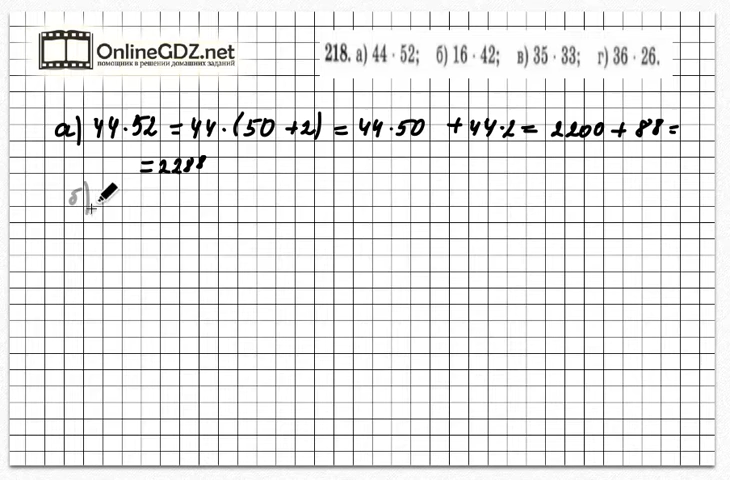 OnlineGDZ.net
помощник в решении домашних заданий
218. а) 44 · 52; б) 16 · 42; в) 35 · 33; г) 36 · 26.
а) 44 · 52 = 44 · (50 + 2) = 44 · 50 + 44 · 2 = 2200 + 88 =
= 2288
б)